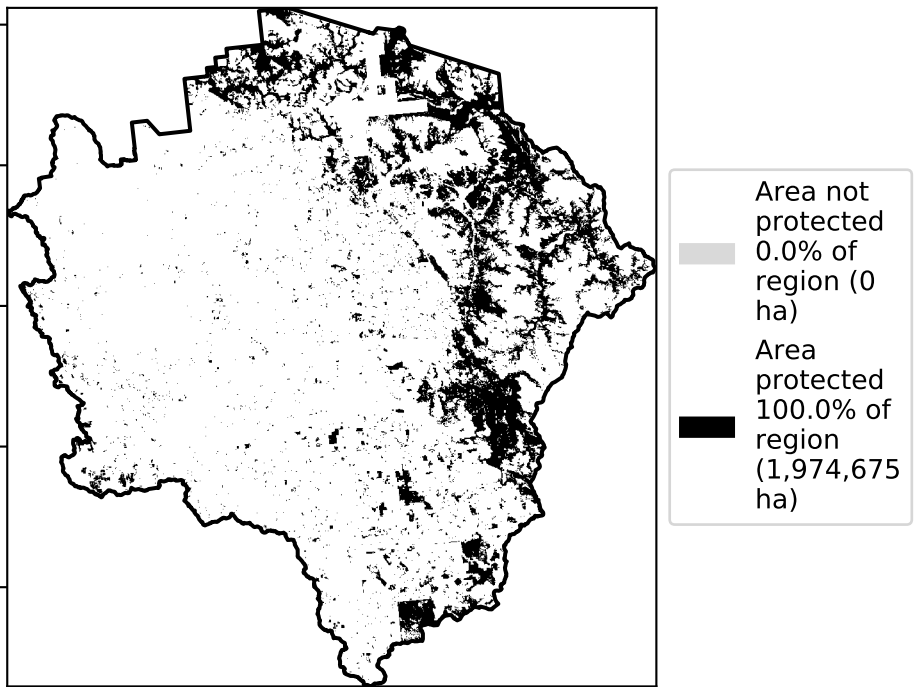 Area not
protected
0.0% of
region (0
ha)
Area
protected
100.0% of
region
(1,974,675
ha)